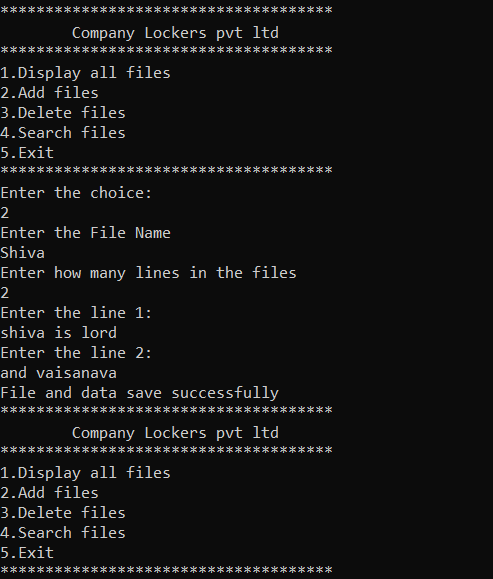 *************************************
Company Lockers pvt ltd
*************************************
1.Display all files
2.Add files
3.Delete files
4.Search files
5.Exit
*************************************
Enter the choice:
2
Enter the File Name
Shiva
Enter how many lines in the files
2
Enter the line 1:
shiva is lord
Enter the line 2:
and vaisanava
File and data save successfully
*************************************
Company Lockers pvt ltd
*************************************
1.Display all files
2.Add files
3.Delete files
4.Search files
5.Exit
*************************************